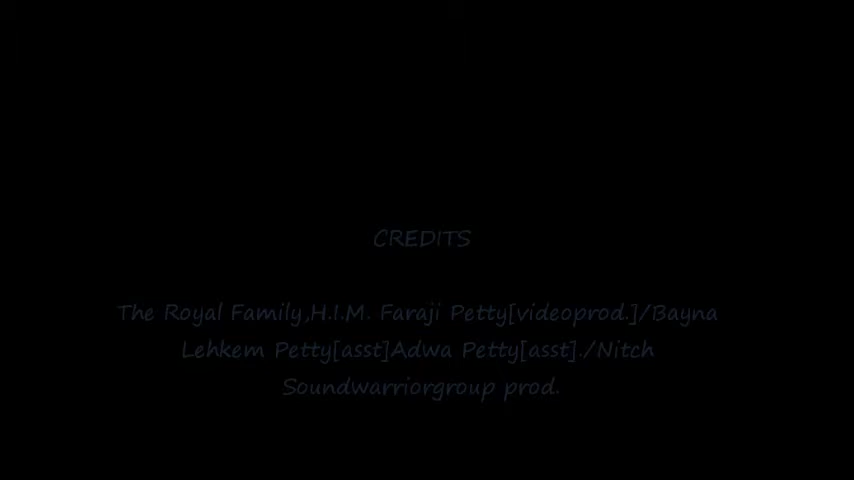 CREDITS
The Royal Family,H.I.M. Faraji Petty[videoprod.]/Bayna
Lehkem Petty[asst]Adwa Petty[asst]./Nitch
Soundwarriorgroup prod.